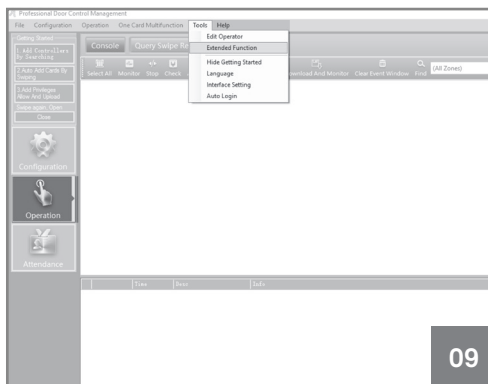 Professional Door Control Management
File Configuration Operation One Card Multifunction Tools Help
Edit Operator
Extended Function
Hide Getting Started
Language
Interface Setting
Auto Login
Getting Started
1 Add Controllers
By Searching
2 Auto Add Cards By
Swiping
3 Add Privileges
Allow And Upload
Swipe again, Open
Close
Console Query Swipe Re
Select All Monitor Stop Check
ownload And Monitor Clear Event Window Find (All Zones)
Configuration
Operation
Attendance
Time Desc Info
09